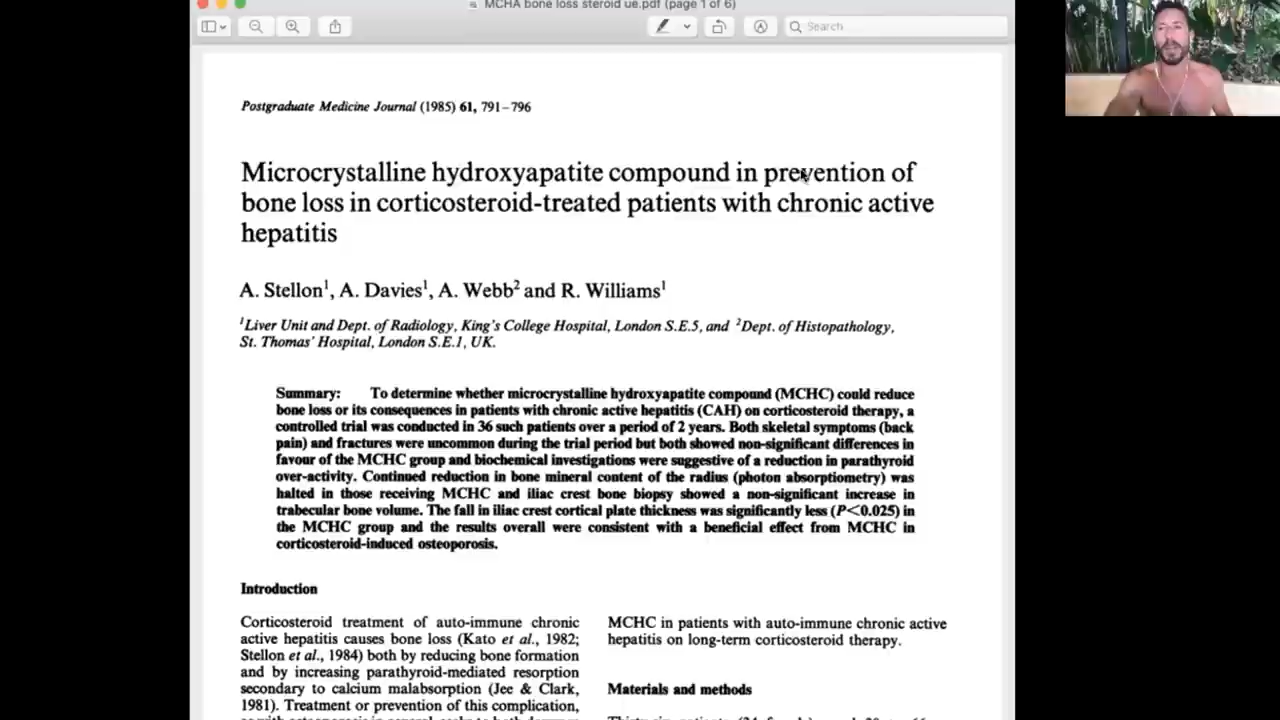 MCHA bone loss steroid ue.pdf (page 1 of 6)
Search
Postgraduate Medicine Journal (1985) 61, 791–796
Microcrystalline hydroxyapatite compound in prevention of
bone loss in corticosteroid-treated patients with chronic active
hepatitis
A. Stellon1, A. Davies1, A. Webb2 and R. Williams1
1Liver Unit and Dept. of Radiology, King's College Hospital, London S.E.5, and 2Dept. of Histopathology,
St. Thomas' Hospital, London S.E.1, UK.
Summary: To determine whether microcrystalline hydroxyapatite compound (MCHC) could reduce
bone loss or its consequences in patients with chronic active hepatitis (CAH) on corticosteroid therapy, a
controlled trial was conducted in 36 such patients over a period of 2 years. Both skeletal symptoms (back
pain) and fractures were uncommon during the trial period but both showed non-significant differences in
favour of the MCHC group and biochemical investigations were suggestive of a reduction in parathyroid
over-activity. Continued reduction in bone mineral content of the radius (photon absorptiometry) was
halted in those receiving MCHC and iliac crest bone biopsy showed a non-significant increase in
trabecular bone volume. The fall in iliac crest cortical plate thickness was significantly less (P<0.025) in
the MCHC group and the results overall were consistent with a beneficial effect from MCHC in
corticosteroid-induced osteoporosis.
Introduction
Corticosteroid treatment of auto-immune chronic
active hepatitis causes bone loss (Kato et al., 1982;
Stellon et al., 1984) both by reducing bone formation
and by increasing parathyroid-mediated resorption
secondary to calcium malabsorption (Jee & Clark,
1981). Treatment or prevention of this complication,
MCHC in patients with auto-immune chronic active
hepatitis on long-term corticosteroid therapy.
Materials and methods